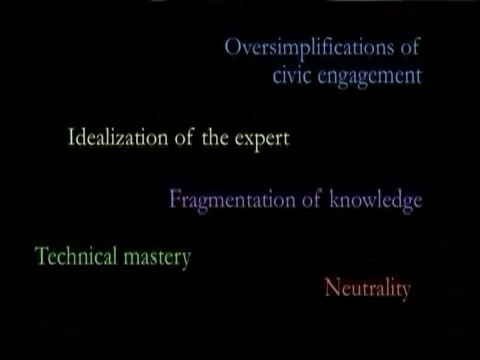 Oversimplifications of
civic engagement
Idealization of the expert
Fragmentation of knowledge
Technical mastery
Neutrality